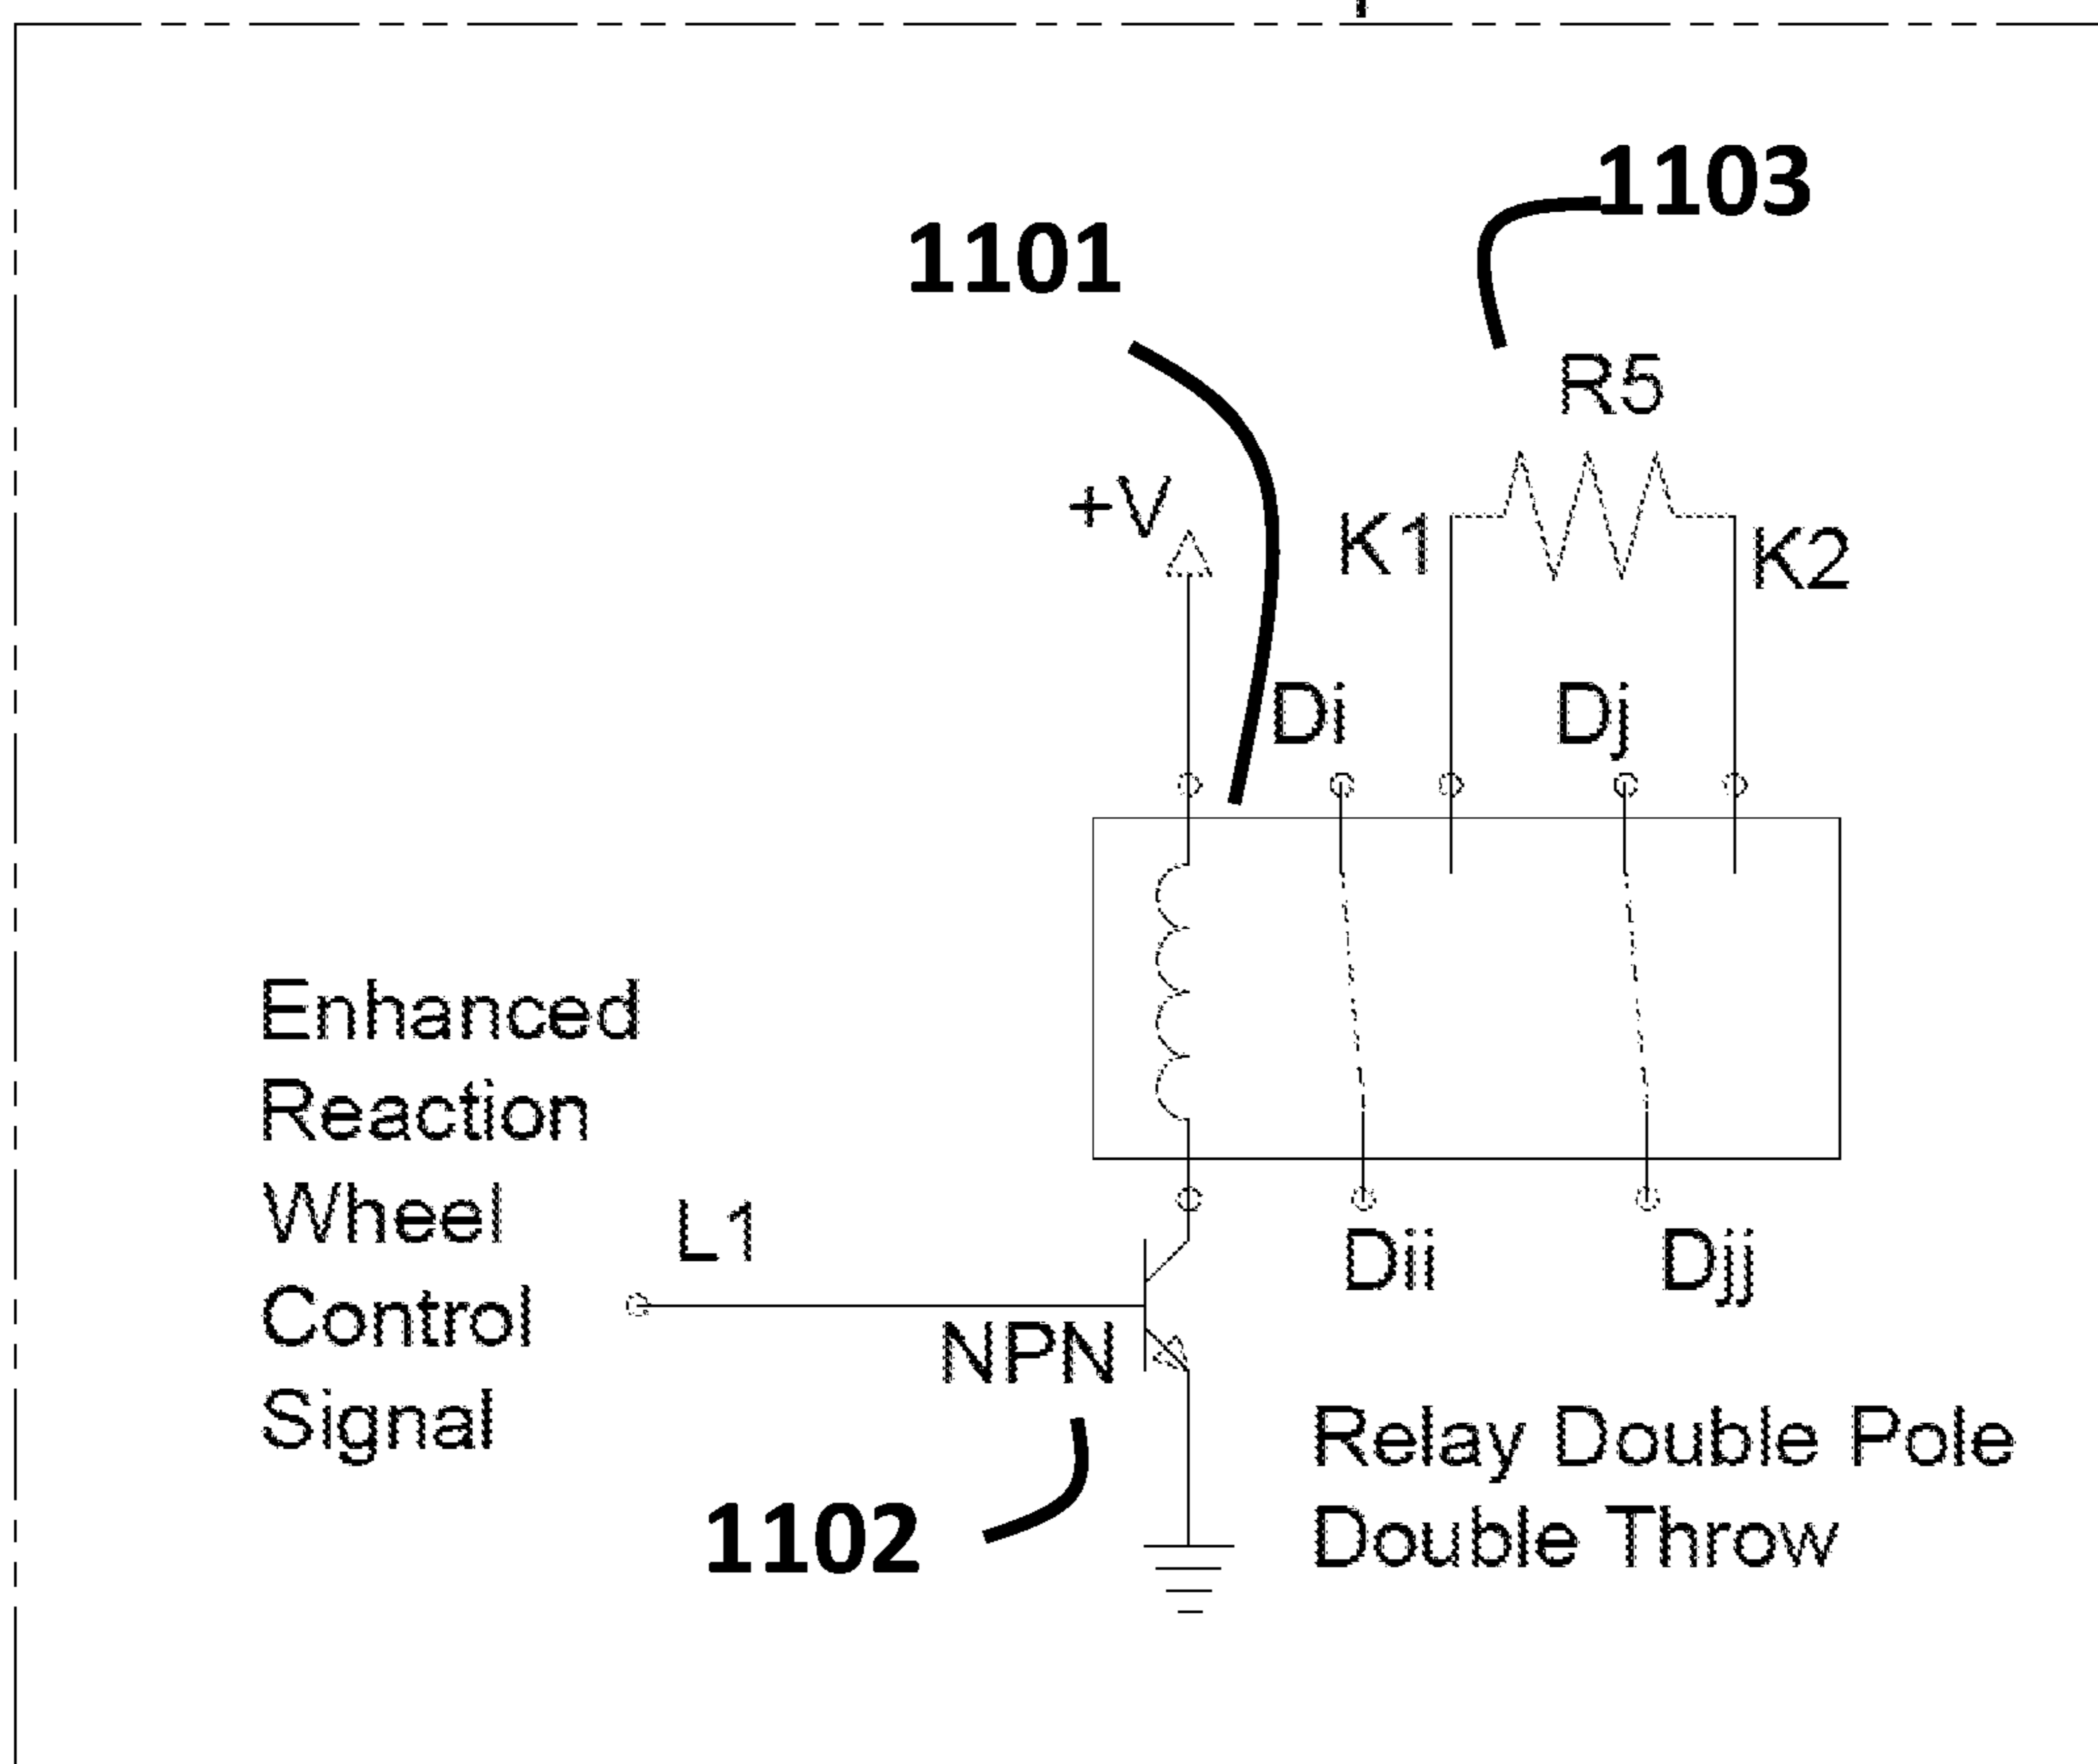 1103
1101
R5
+V
K1
K2
Di
Dj
Enhanced
Reaction
Wheel
Control
Signal
L1
NPN
Dii
Djj
1102
Relay Double Pole
Double Throw